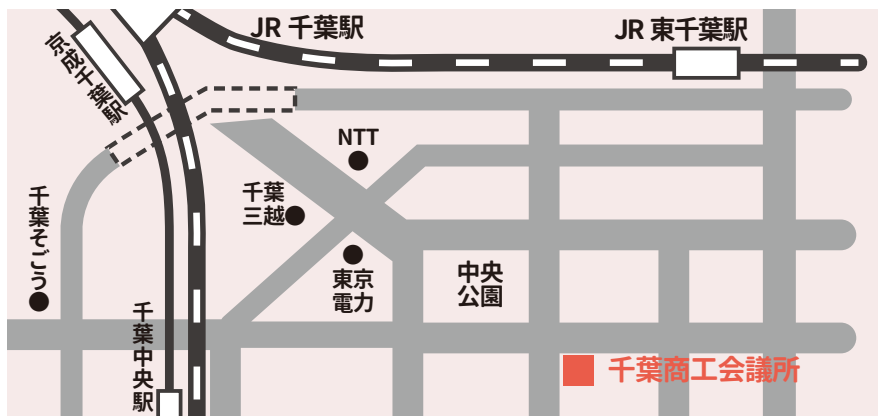 JR 千葉駅
JR 東千葉駅
京成千葉駅
NTT
千葉
三越
千葉そごう
東京
電力
中央
公園
千葉中央駅
千葉商工会議所